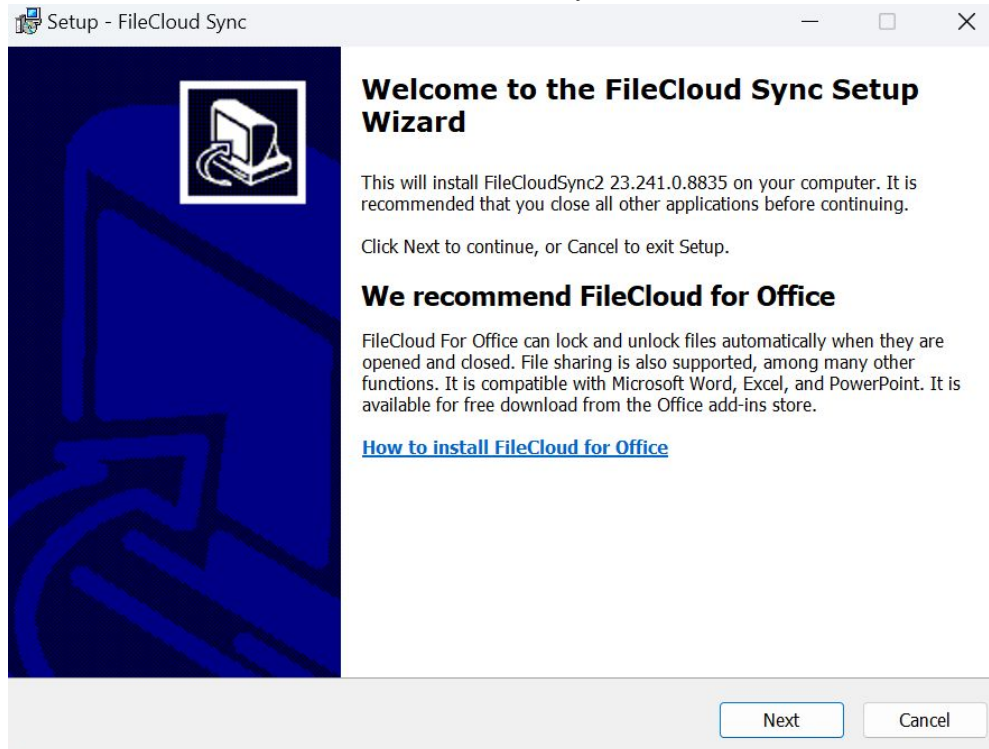 Setup - FileCloud Sync
Welcome to the FileCloud Sync Setup
Wizard
This will install FileCloudSync2 23.241.0.8835 on your computer. It is
recommended that you close all other applications before continuing.
Click Next to continue, or Cancel to exit Setup.
We recommend FileCloud for Office
FileCloud For Office can lock and unlock files automatically when they are
opened and closed. File sharing is also supported, among many other
functions. It is compatible with Microsoft Word, Excel, and PowerPoint. It is
available for free download from the Office add-ins store.
How to install FileCloud for Office
Next Cancel